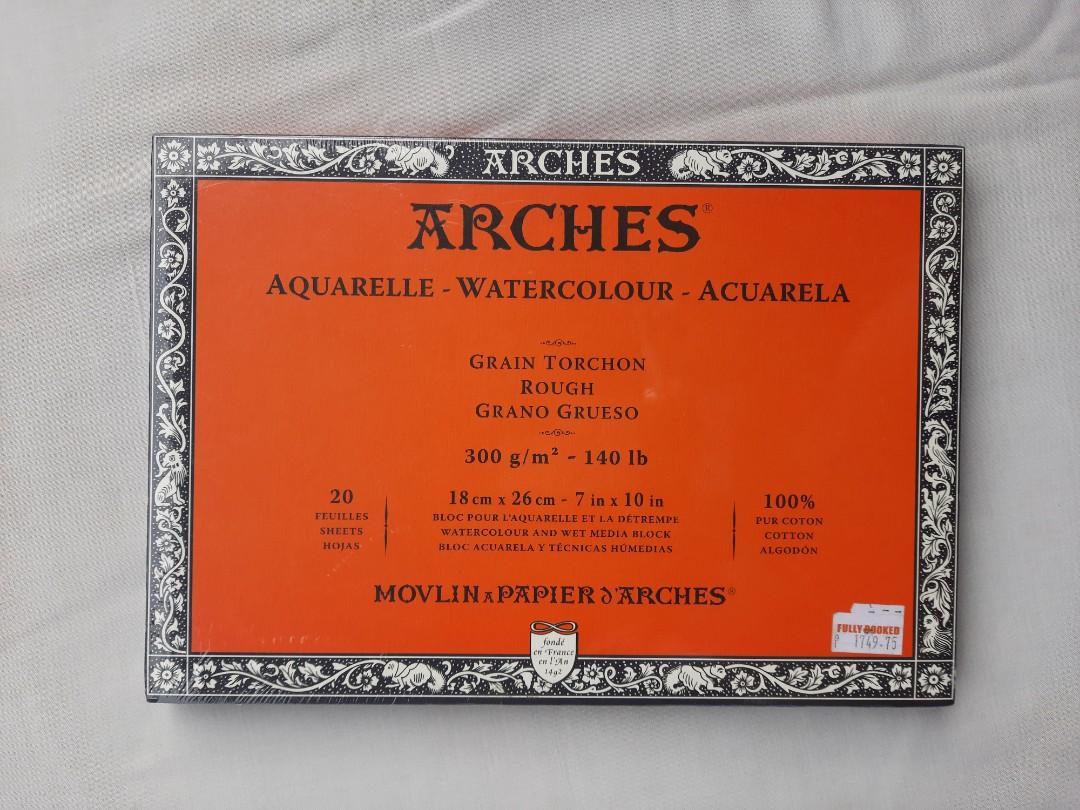 ARCHES
ARCHES®
AQUARELLE - WATERCOLOUR - ACUARELA
GRAIN TORCHON
ROUGH
GRANO GRUESO
300 g/m² - 140 lb
20
FEUILLES
SHEETS
HOJAS
18 cm x 26 cm - 7 in x 10 in
BLOC POUR L'AQUARELLE ET LA DÉTREMPE
WATERCOLOUR AND WET MEDIA BLOCK
BLOC ACUARELA Y TÉCNICAS HÚMEDIAS
100%
PUR COTON
COTTON
ALGODÓN
MOVLIN A PAPIER D'ARCHES®
fondé
en France
en l'An
1492
FULLY BOOKED
₱ 1749.75